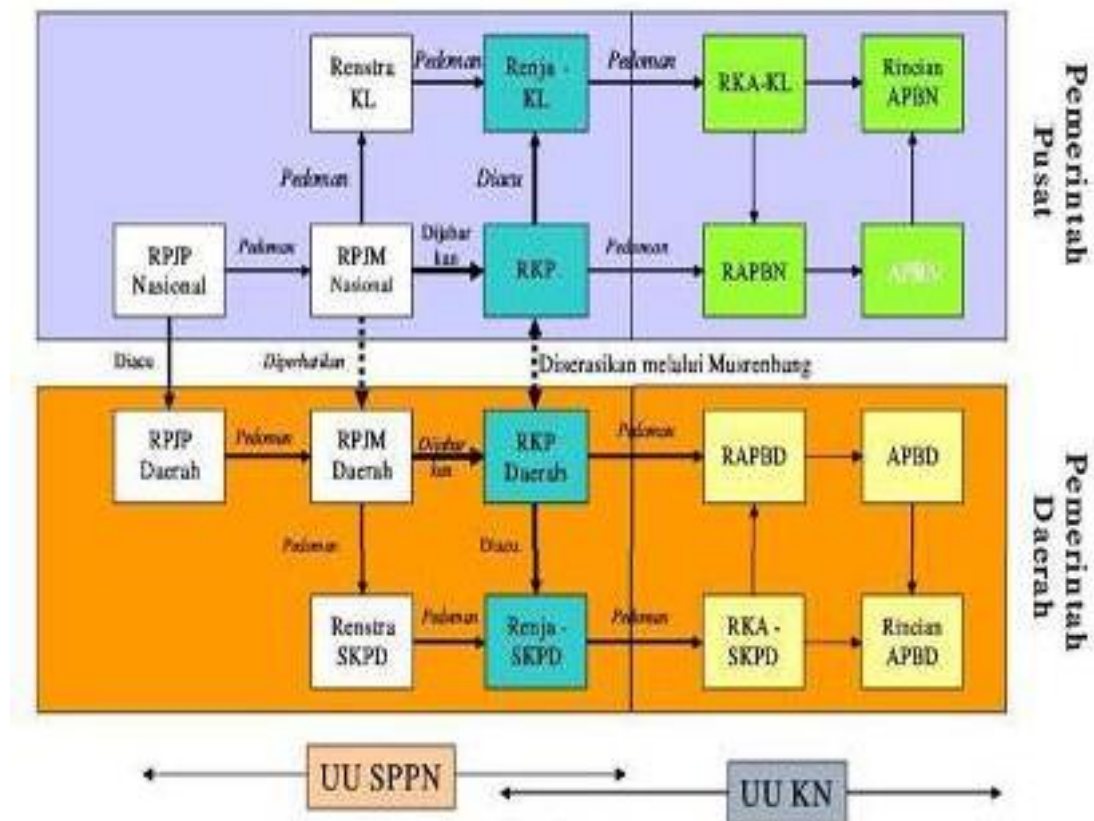 Renstra
KL
Pedoman
Renja -
KL
Pedoman
RKA-KL
Rincian
APBN
Pemerintah
Pusat
Pedoman
Diacu
RPJP
Nasional
Pedoman
RPJM
Nasional
Dijabar
kan
RKP
Pedoman
RAPBN
APBN
Diacu
Diperhatikan
Diserasikan melalui Musrenbang
RPJP
Daerah
Pedoman
RPJM
Daerah
Dijabar
kan
RKP
Daerah
Pedoman
RAPBD
APBD
Pemerintah
Daerah
Pedoman
Diacu
Renstra
SKPD
Pedoman
Renja -
SKPD
Pedoman
RKA -
SKPD
Rincian
APBD
UU SPPN
UU KN